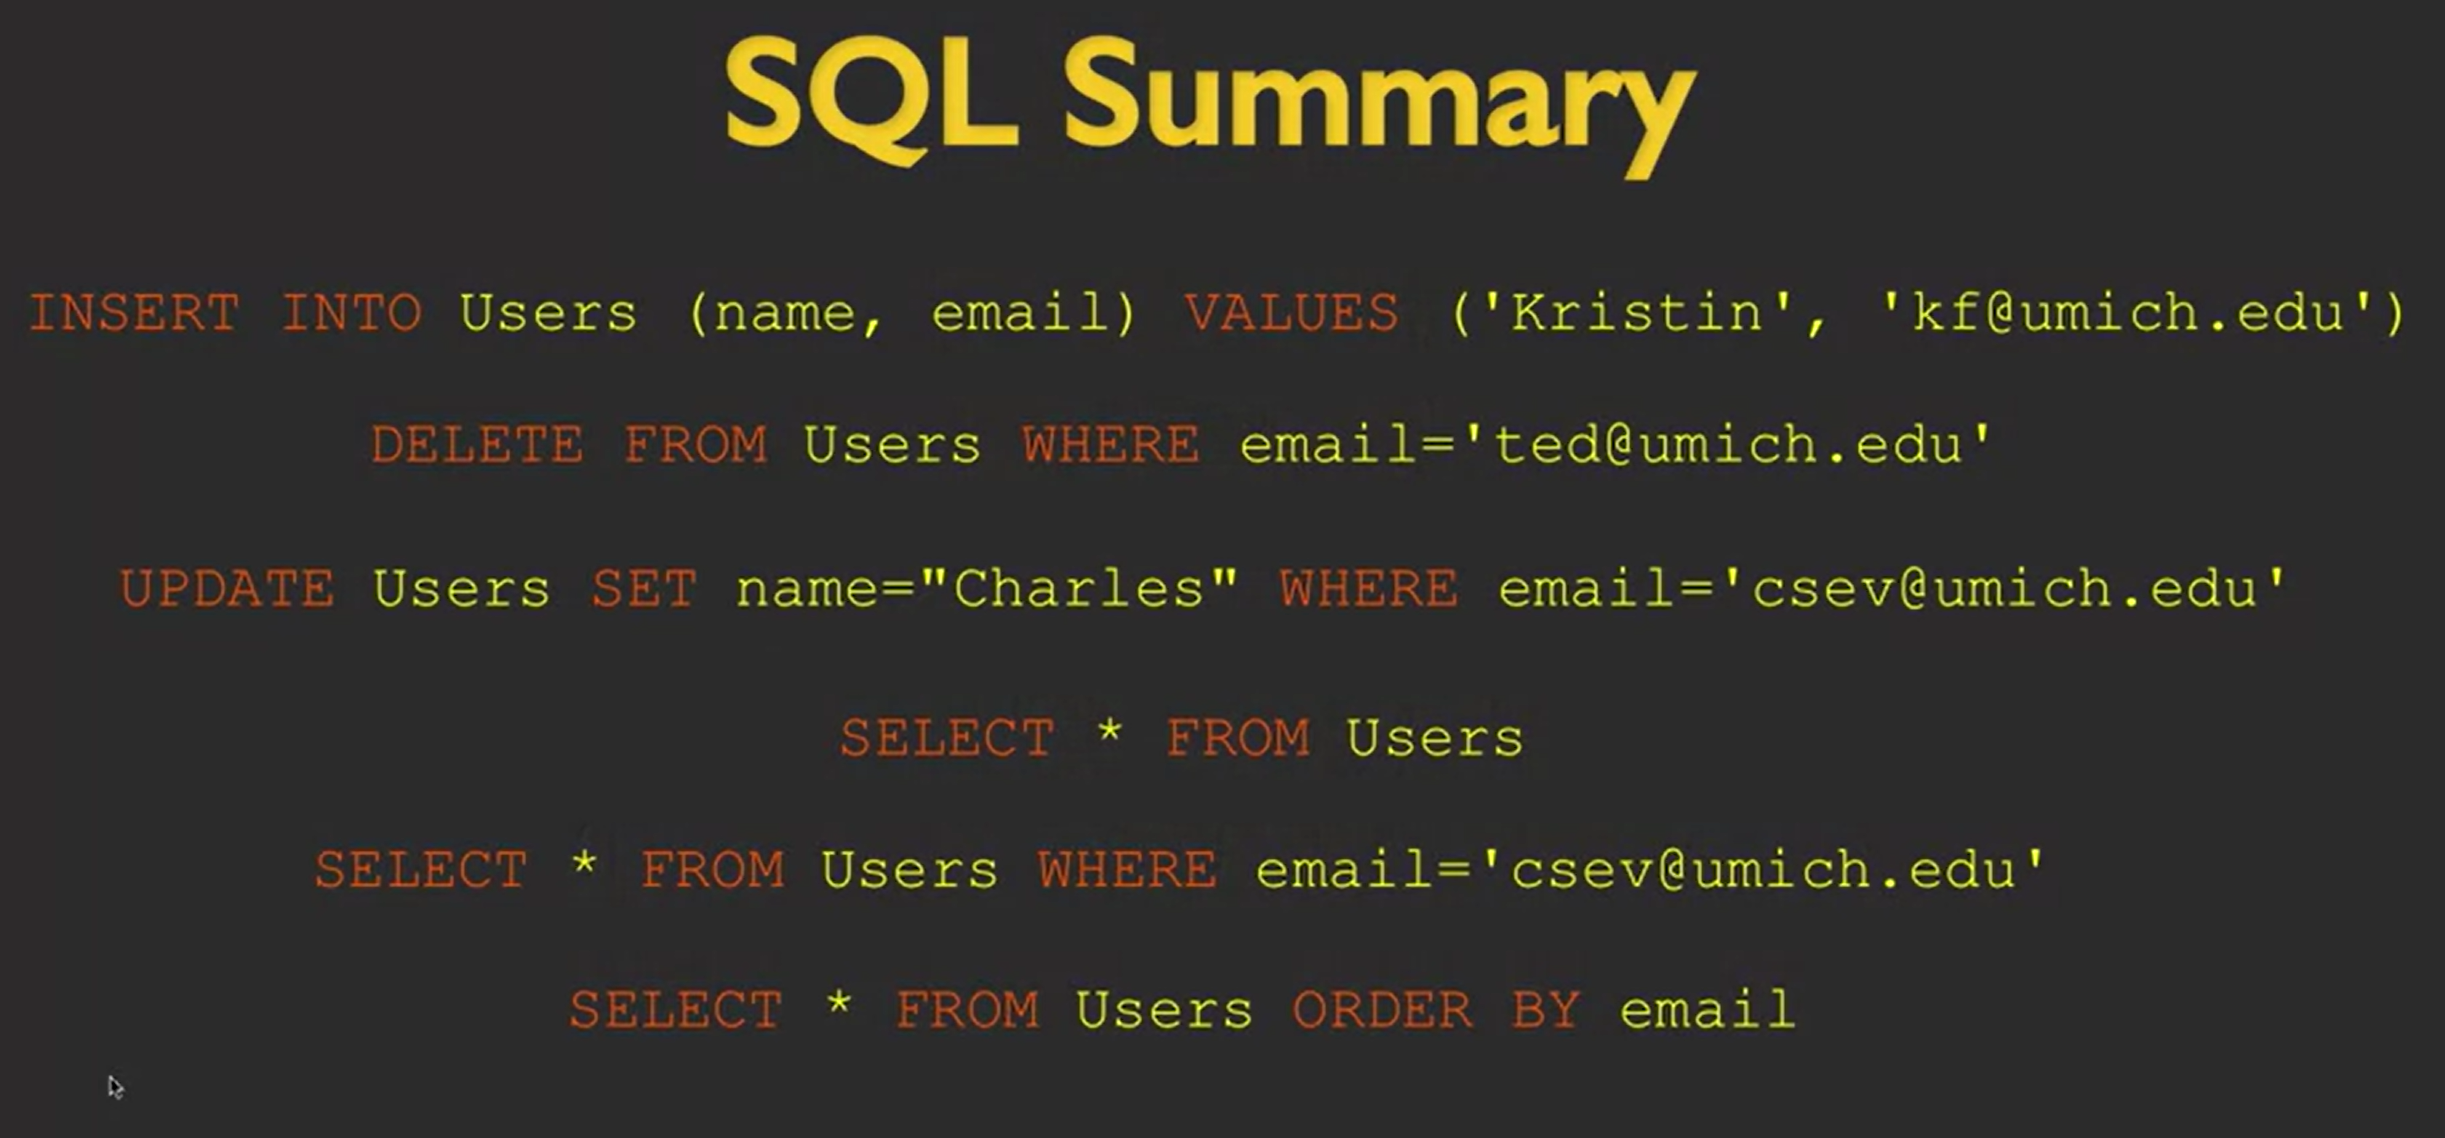 SQL Summary
INSERT INTO Users (name, email) VALUES ('Kristin', 'kf@umich.edu')
DELETE FROM Users WHERE email='ted@umich.edu'
UPDATE Users SET name="Charles" WHERE email='csev@umich.edu'
SELECT * FROM Users
SELECT * FROM Users WHERE email='csev@umich.edu'
SELECT * FROM Users ORDER BY email